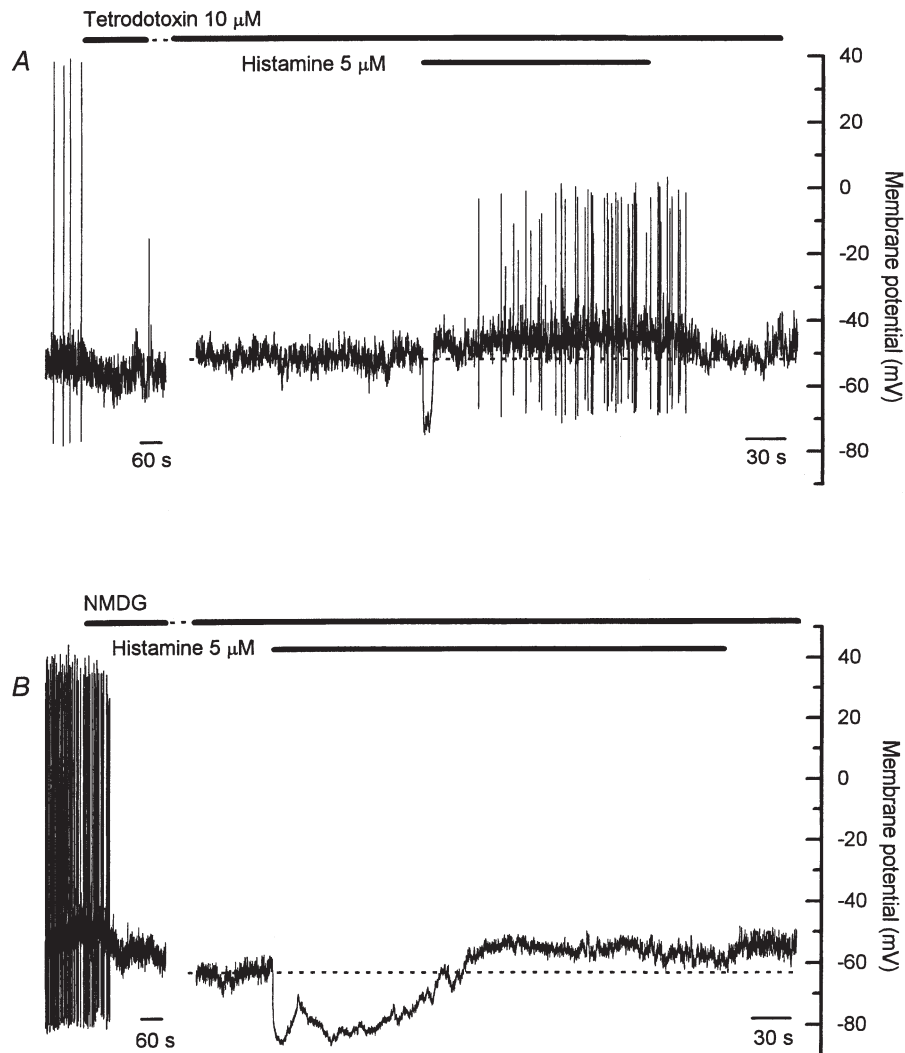 Tetrodotoxin 10 μM
A
Histamine 5 μM
40
20
0
-20
-40
-60
-80
Membrane potential (mV)
60 s
30 s
NMDG
Histamine 5 μM
B
40
20
0
-20
-40
-60
-80
Membrane potential (mV)
60 s
30 s